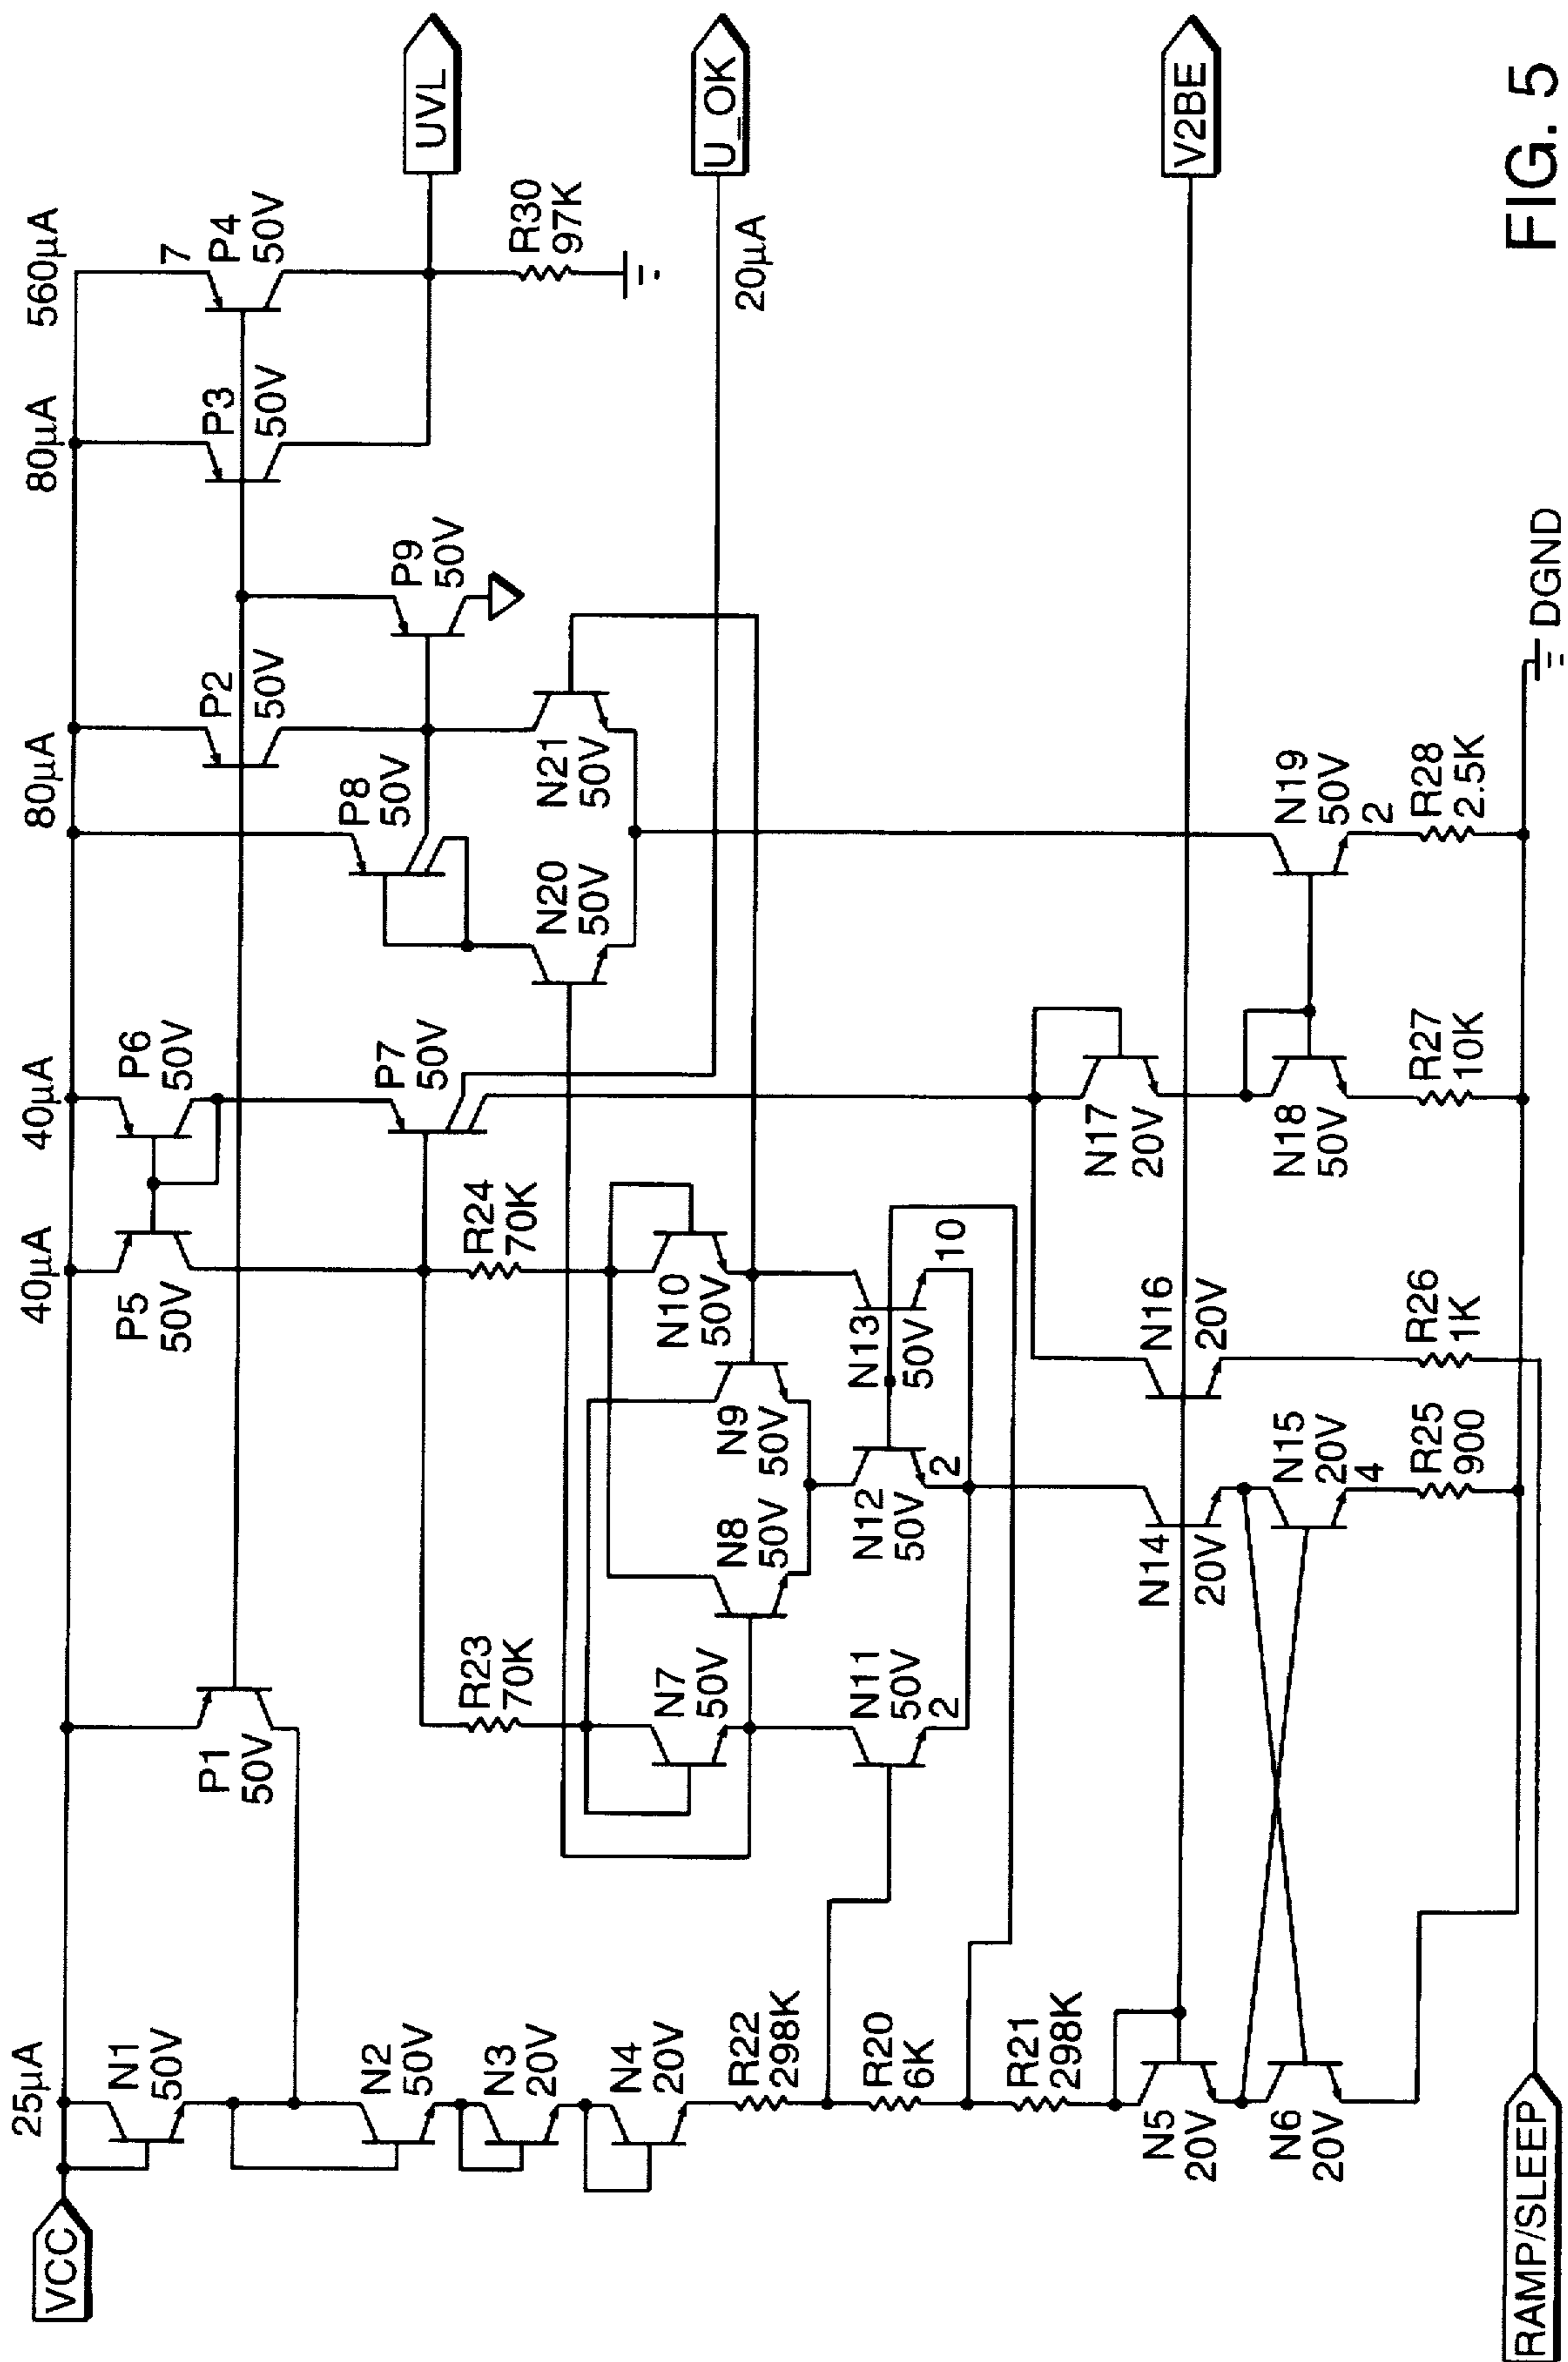 VCC
25µA
N1
50V
N2
50V
N3
20V
N4
20V
R22
298K
R20
6K
R21
298K
N5
20V
N6
20V
RAMP/SLEEP
P1
50V
R23
70K
N7
50V
N8
50V
N9
50V
N11
50V
2
N12
50V
2
N13
50V
10
N10
50V
R24
70K
40µA
P5
50V
40µA
P6
50V
P7
50V
N14
20V
N15
20V
4
R25
900
N16
20V
R26
1K
N17
20V
N18
50V
R27
10K
80µA
P8
50V
N20
50V
N21
50V
P2
50V
P9
50V
N19
50V
2
R28
2.5K
DGND
80µA
P3
50V
560µA
7
P4
50V
R30
97K
20µA
UVL
U_OK
V2BE
FIG. 5